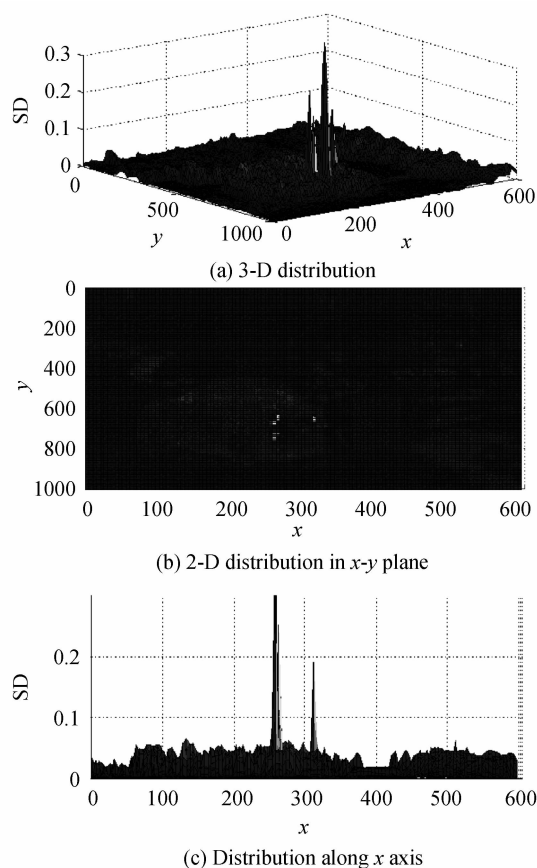 0.3
0.2
0.1
0
SD
0
500
1000
y
0
200
400
600
x
(a) 3-D distribution
0
200
400
600
800
1000
y
0 100 200 300 400 500 600
x
(b) 2-D distribution in x-y plane
0.2
0.1
0
SD
0 100 200 300 400 500 600
x
(c) Distribution along x axis